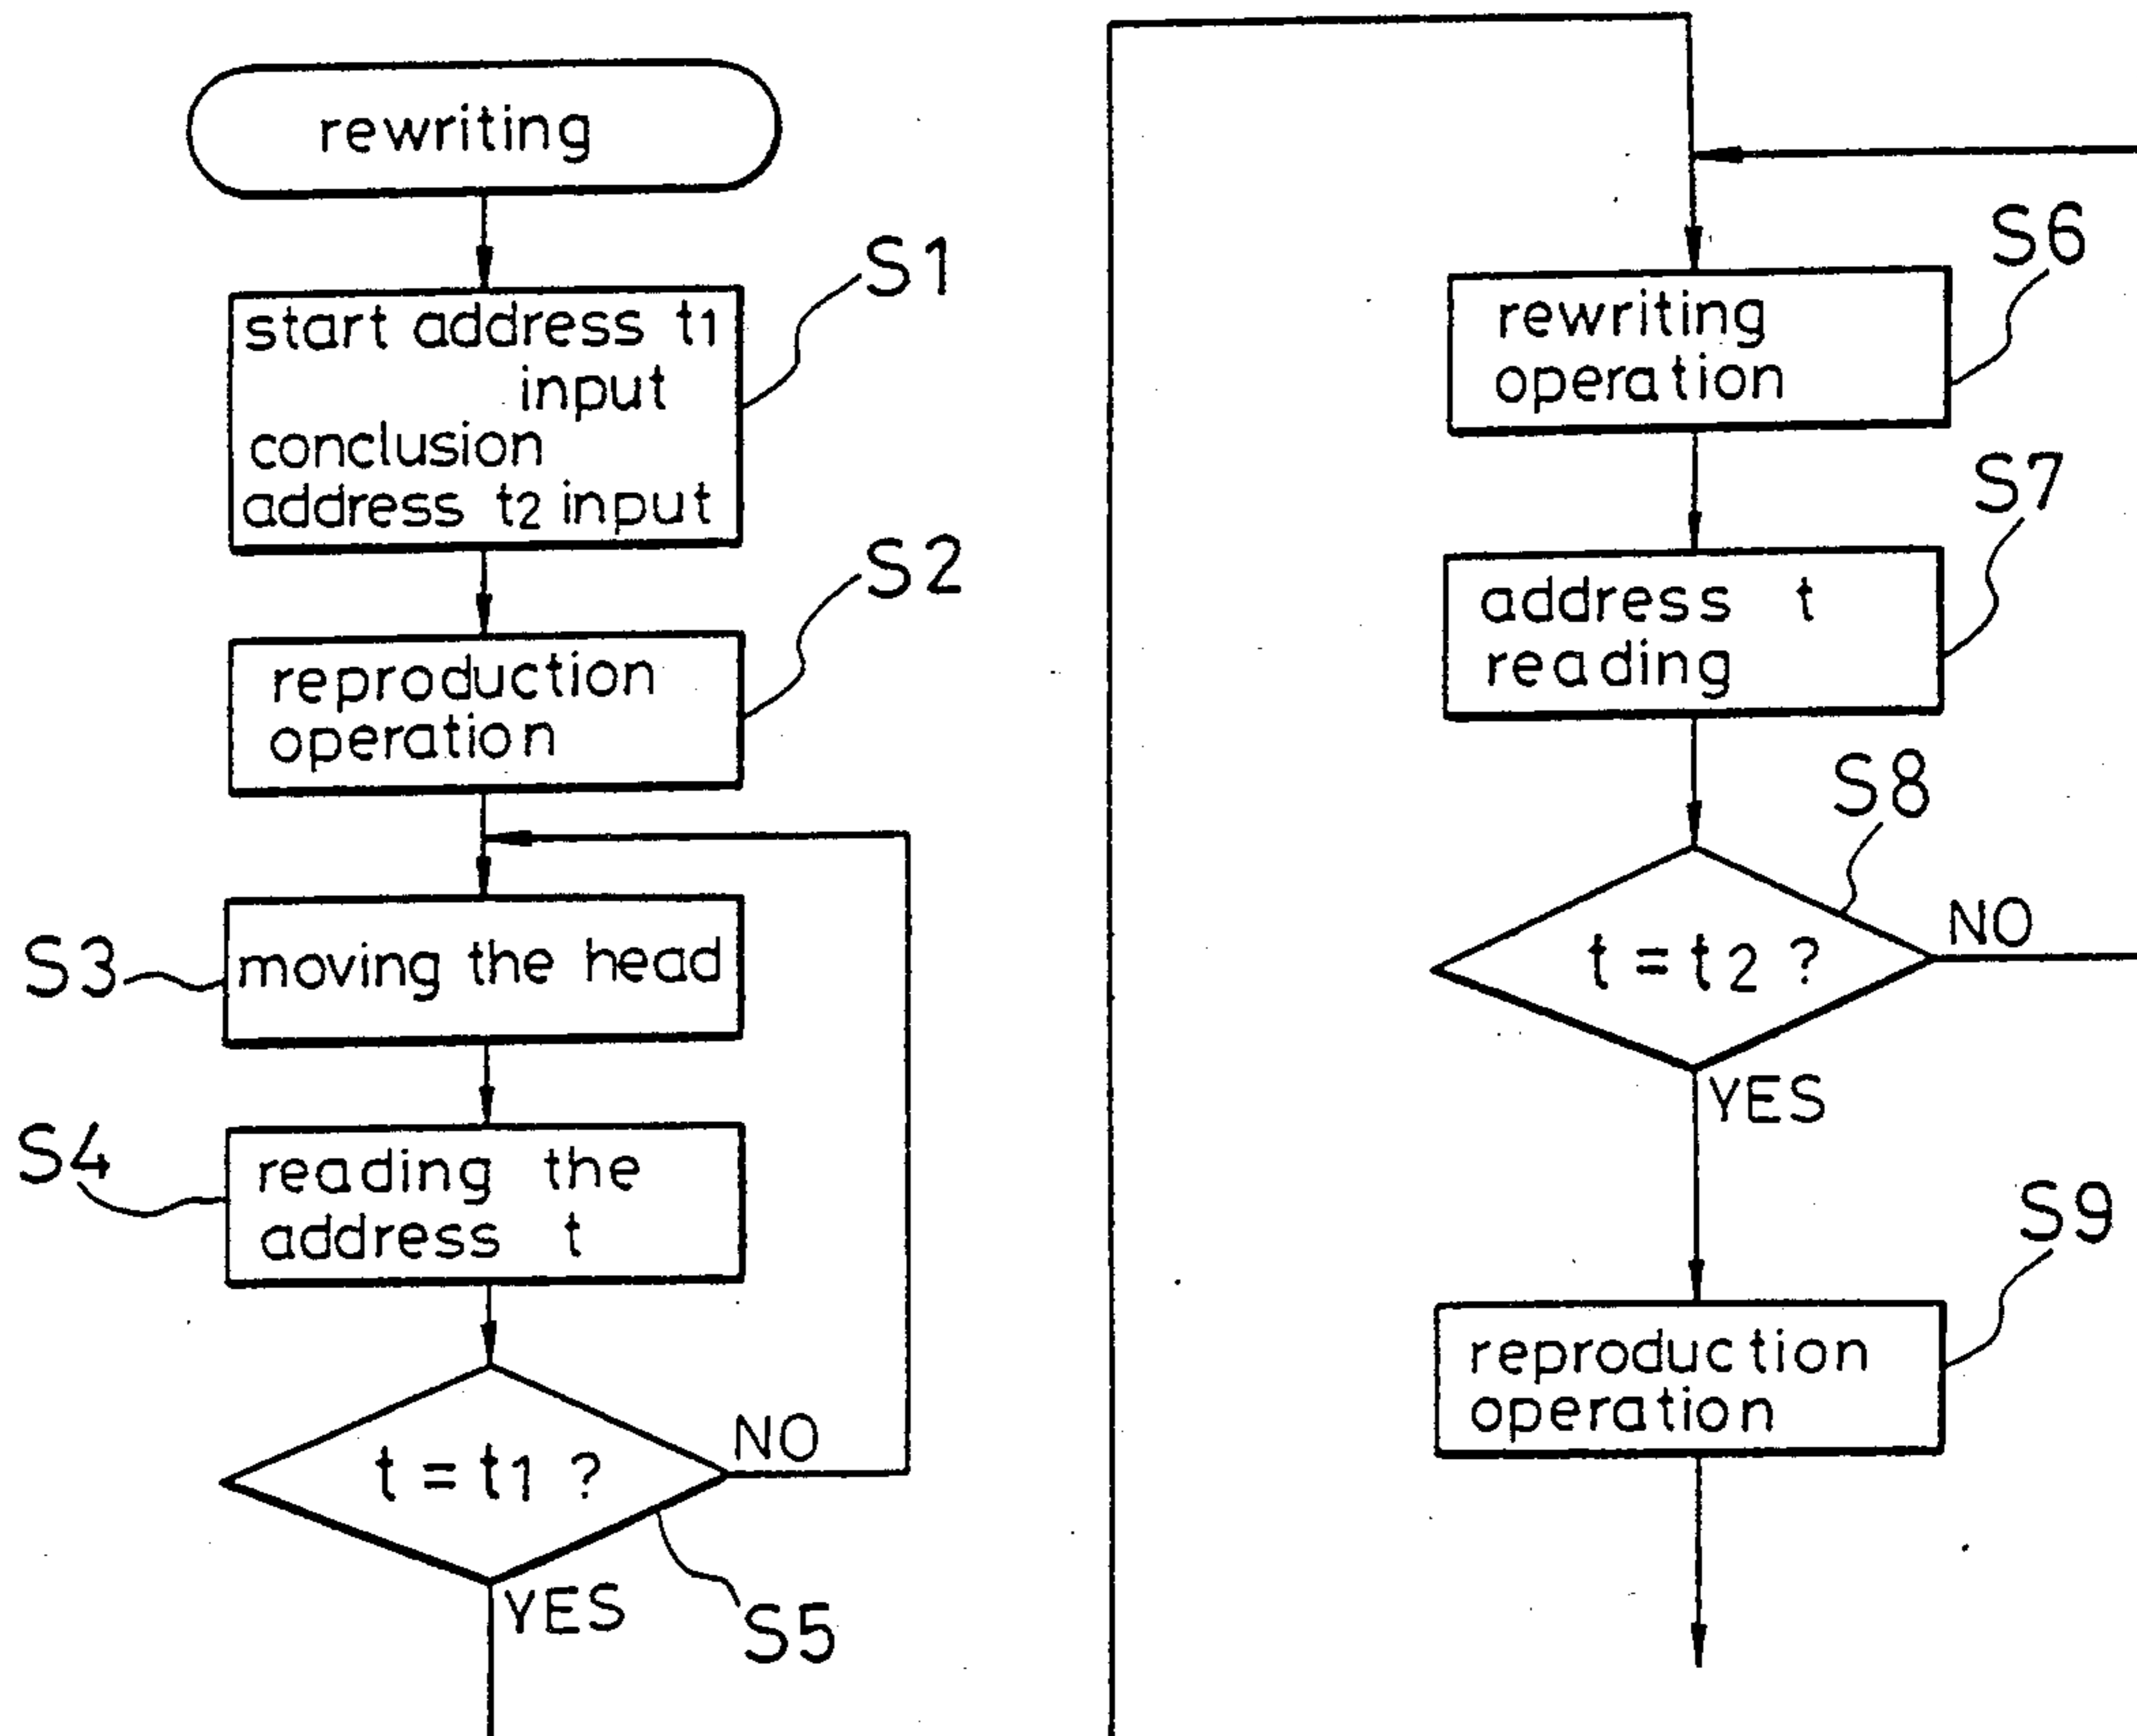 rewriting
S1
start address t1
input
conclusion
address t2 input
S2
reproduction
operation
S3
moving the head
S4
reading the
address t
t = t1 ?
NO
YES
S5
S6
rewriting
operation
S7
address t
reading
S8
t = t2 ?
NO
YES
S9
reproduction
operation